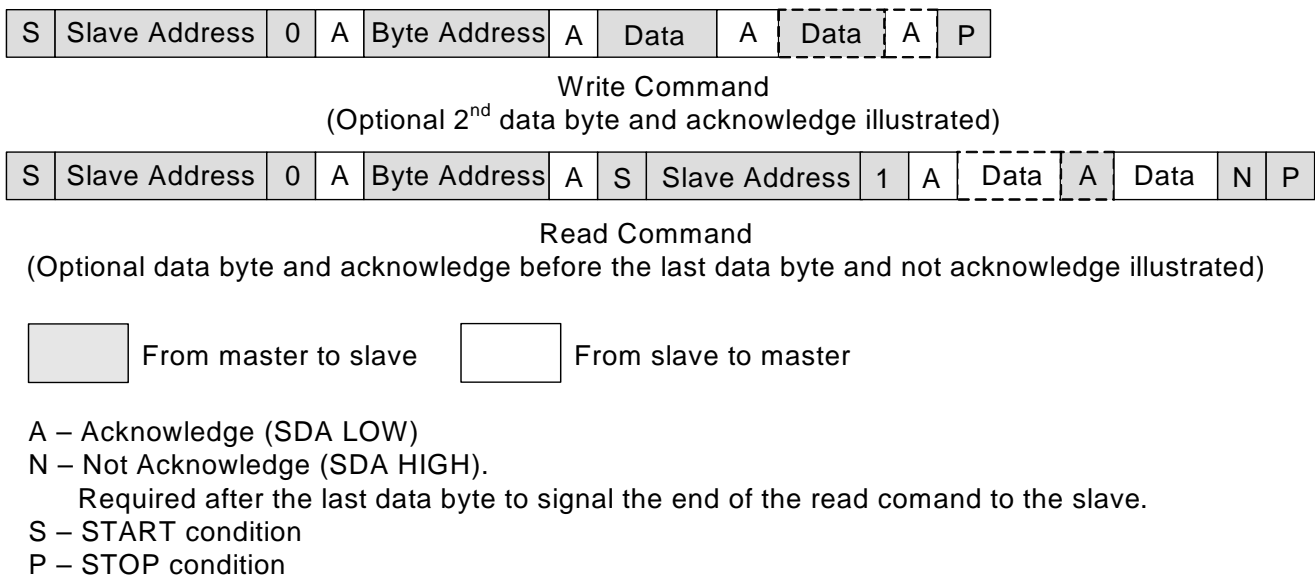 S Slave Address 0 A Byte Address A Data A Data A P
Write Command
(Optional 2nd data byte and acknowledge illustrated)
S Slave Address 0 A Byte Address A S Slave Address 1 A Data A Data N P
Read Command
(Optional data byte and acknowledge before the last data byte and not acknowledge illustrated)
From master to slave From slave to master
A – Acknowledge (SDA LOW)
N – Not Acknowledge (SDA HIGH).
Required after the last data byte to signal the end of the read comand to the slave.
S – START condition
P – STOP condition